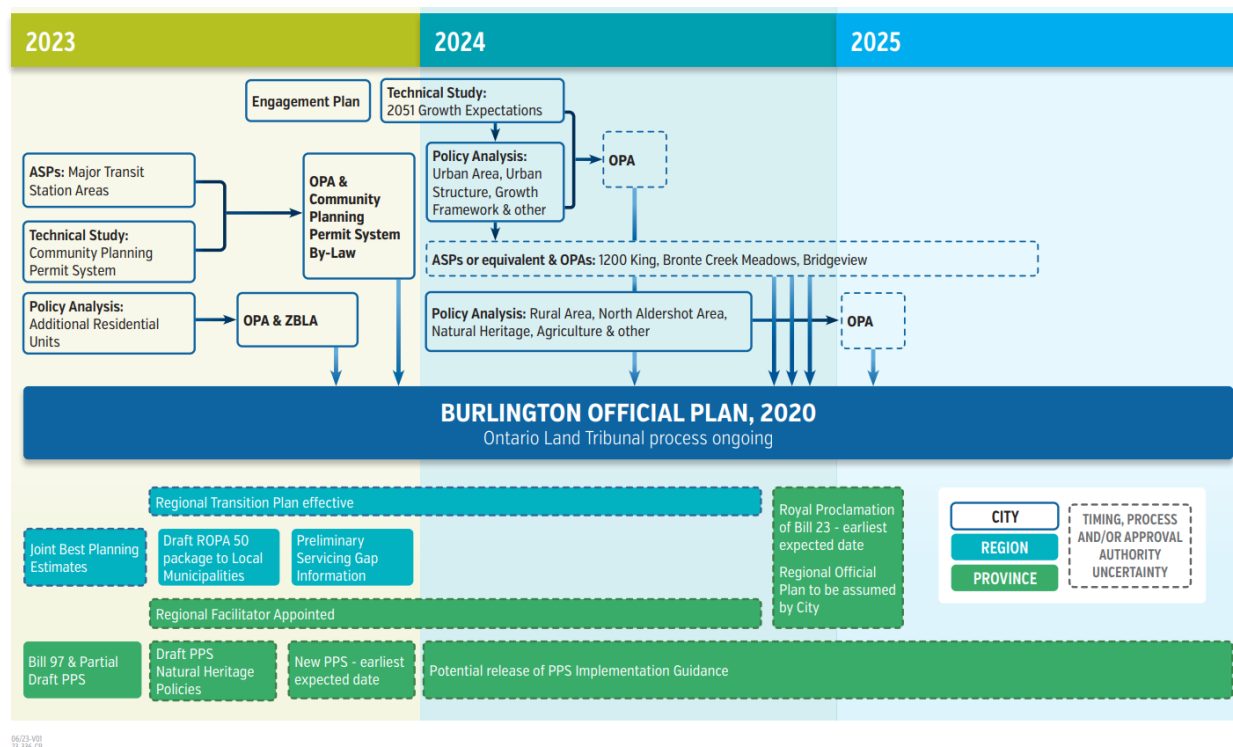 2023
2024
2025
Engagement Plan
Technical Study:
2051 Growth Expectations
ASPs: Major Transit
Station Areas
Technical Study:
Community Planning
Permit System
OPA &
Community
Planning
Permit System
By-Law
Policy Analysis:
Urban Area, Urban
Structure, Growth
Framework & other
OPA
ASPs or equivalent & OPAs: 1200 King, Bronte Creek Meadows, Bridgeview
Policy Analysis:
Additional Residential
Units
OPA & ZBLA
Policy Analysis: Rural Area, North Aldershot Area,
Natural Heritage, Agriculture & other
OPA
BURLINGTON OFFICIAL PLAN, 2020
Ontario Land Tribunal process ongoing
Regional Transition Plan effective
Joint Best Planning
Estimates
Draft ROPA 50
package to Local
Municipalities
Preliminary
Servicing Gap
Information
Regional Facilitator Appointed
Royal Proclamation
of Bill 23 - earliest
expected date
Regional Official
Plan to be assumed
by City
CITY
REGION
PROVINCE
TIMING, PROCESS
AND/OR APPROVAL
AUTHORITY
UNCERTAINTY
Bill 97 & Partial
Draft PPS
Draft PPS
Natural Heritage
Policies
New PPS - earliest
expected date
Potential release of PPS Implementation Guidance
06/23-V01